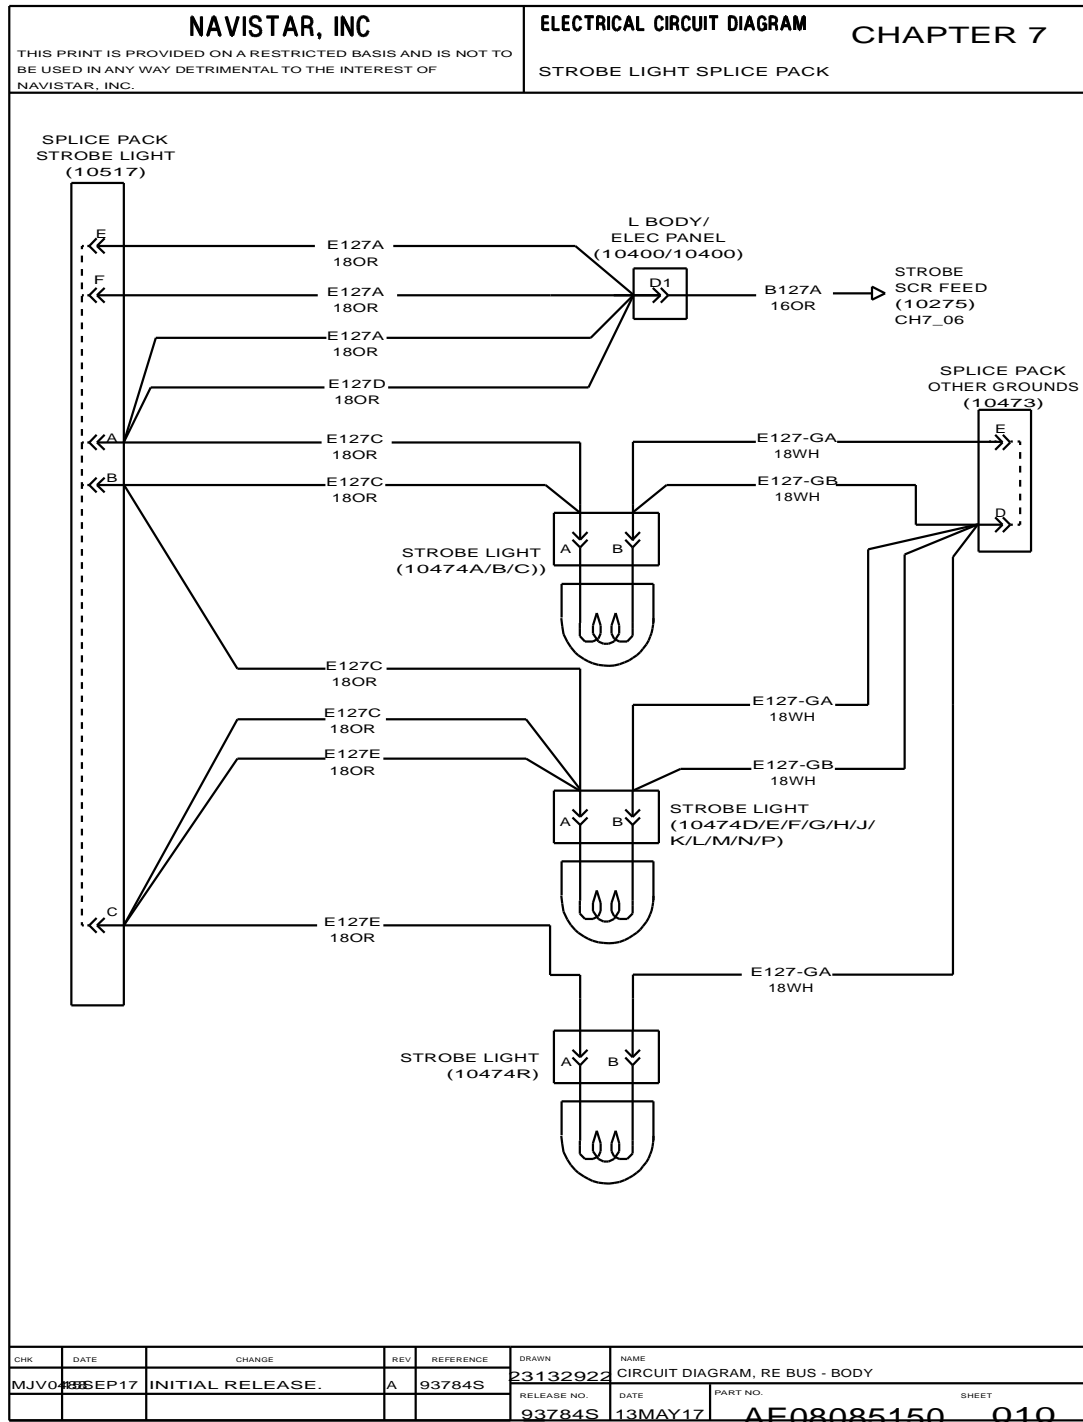 NAVISTAR, INC
THIS PRINT IS PROVIDED ON A RESTRICTED BASIS AND IS NOT TO
BE USED IN ANY WAY DETRIMENTAL TO THE INTEREST OF
NAVISTAR, INC.
ELECTRICAL CIRCUIT DIAGRAM
CHAPTER 7
STROBE LIGHT SPLICE PACK
SPLICE PACK
STROBE LIGHT
(10517)
E
E127A
18OR
F
E127A
18OR
E127A
18OR
E127D
18OR
A
E127C
18OR
B
E127C
18OR
L BODY/
ELEC PANEL
(10400/10400)
D1
B127A
16OR
STROBE
SCR FEED
(10275)
CH7_06
SPLICE PACK
OTHER GROUNDS
(10473)
E
D
E127-GA
18WH
E127-GB
18WH
STROBE LIGHT
(10474A/B/C))
A
B
E127C
18OR
E127C
18OR
E127E
18OR
E127-GA
18WH
E127-GB
18WH
A
B
STROBE LIGHT
(10474D/E/F/G/H/J/
K/L/M/N/P)
C
E127E
18OR
E127-GA
18WH
STROBE LIGHT
(10474R)
A
B
CHK
DATE
CHANGE
REV
REFERENCE
DRAWN
NAME
SEP17
INITIAL RELEASE.
A
93784S
23132922
CIRCUIT DIAGRAM, RE BUS - BODY
RELEASE NO.
DATE
PART NO.
SHEET
93784S
13MAY17
AE08085150
010